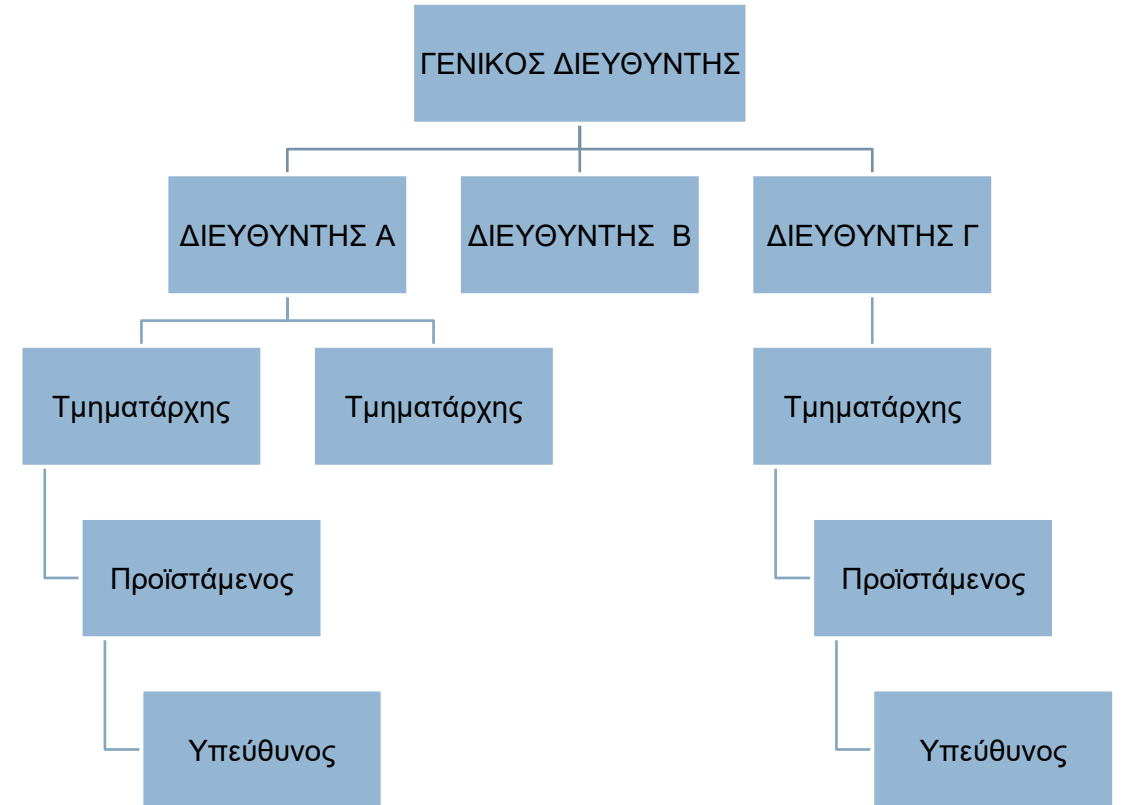 ΓΕΝΙΚΟΣ ΔΙΕΥΘΥΝΤΗΣ
ΔΙΕΥΘΥΝΤΗΣ Α
ΔΙΕΥΘΥΝΤΗΣ Β
ΔΙΕΥΘΥΝΤΗΣ Γ
Τμηματάρχης
Τμηματάρχης
Τμηματάρχης
Προϊστάμενος
Προϊστάμενος
Υπεύθυνος
Υπεύθυνος